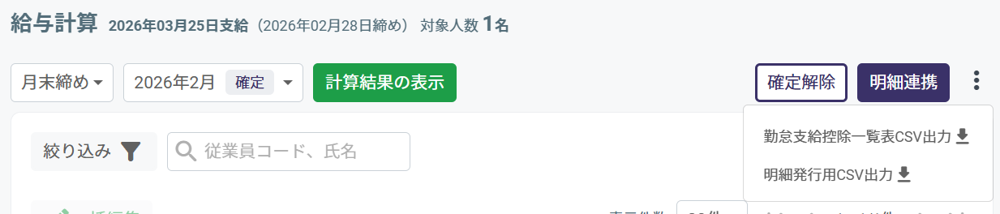 給与計算 2026年03月25日支給（2026年02月28日締め） 対象人数 1名
月末締め 2026年2月 確定 計算結果の表示 確定解除 明細連携
勤怠支給控除一覧表CSV出力
絞り込み 従業員コード、氏名
明細発行用CSV出力